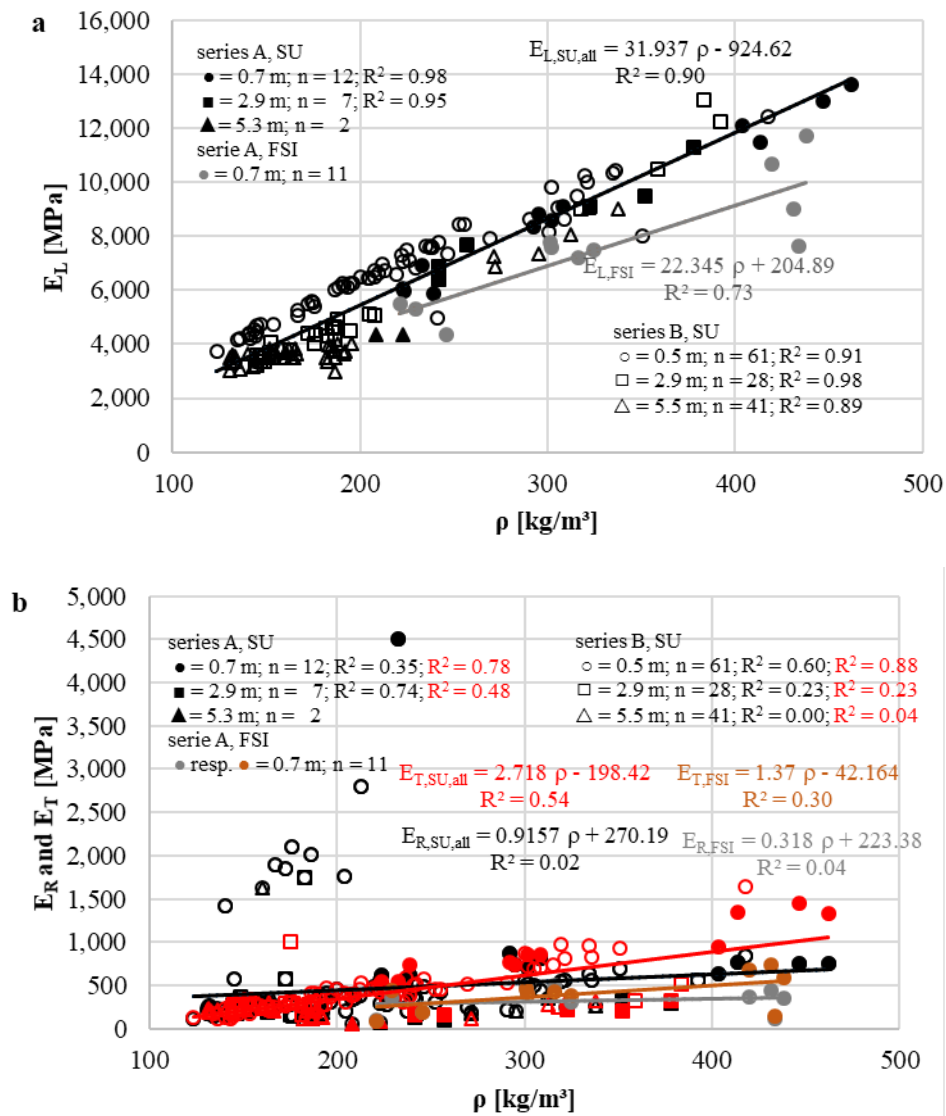 a
16,000
14,000
12,000
10,000
8,000
6,000
4,000
2,000
0
E_L [MPa]
series A, SU
● = 0.7 m; n = 12; R² = 0.98
■ = 2.9 m; n = 7; R² = 0.95
▲ = 5.3 m; n = 2
serie A, FSI
● = 0.7 m; n = 11
E_L,SU,all = 31.937 ρ - 924.62
R² = 0.90
E_L,FSI = 22.345 ρ + 204.89
R² = 0.73
series B, SU
○ = 0.5 m; n = 61; R² = 0.91
□ = 2.9 m; n = 28; R² = 0.98
△ = 5.5 m; n = 41; R² = 0.89
100 200 300 400 500
ρ [kg/m³]
b
5,000
4,500
4,000
3,500
3,000
2,500
2,000
1,500
1,000
500
0
E_R and E_T [MPa]
series A, SU
● = 0.7 m; n = 12; R² = 0.35; R² = 0.78
■ = 2.9 m; n = 7; R² = 0.74; R² = 0.48
▲ = 5.3 m; n = 2
serie A, FSI
● resp. ● = 0.7 m; n = 11
series B, SU
○ = 0.5 m; n = 61; R² = 0.60; R² = 0.88
□ = 2.9 m; n = 28; R² = 0.23; R² = 0.23
△ = 5.5 m; n = 41; R² = 0.00; R² = 0.04
E_T,SU,all = 2.718 ρ - 198.42
R² = 0.54
E_T,FSI = 1.37 ρ - 42.164
R² = 0.30
E_R,SU,all = 0.9157 ρ + 270.19
R² = 0.02
E_R,FSI = 0.318 ρ + 223.38
R² = 0.04
100 200 300 400 500
ρ [kg/m³]